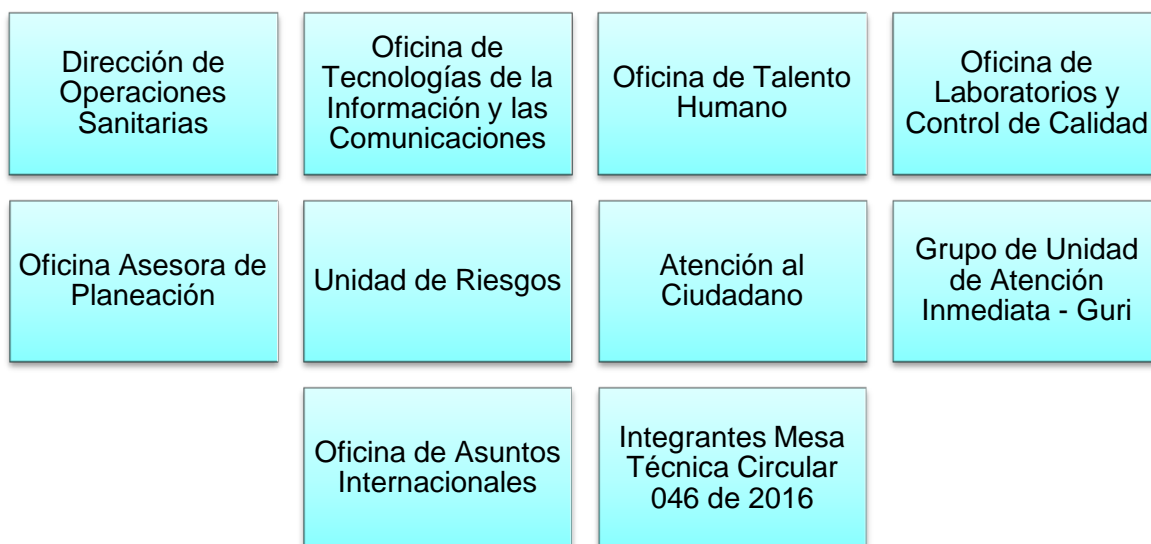 Dirección de
Operaciones
Sanitarias
Oficina de
Tecnologías de la
Información y las
Comunicaciones
Oficina de Talento
Humano
Oficina de
Laboratorios y
Control de Calidad
Oficina Asesora de
Planeación
Unidad de Riesgos
Atención al
Ciudadano
Grupo de Unidad
de Atención
Inmediata - Guri
Oficina de Asuntos
Internacionales
Integrantes Mesa
Técnica Circular
046 de 2016